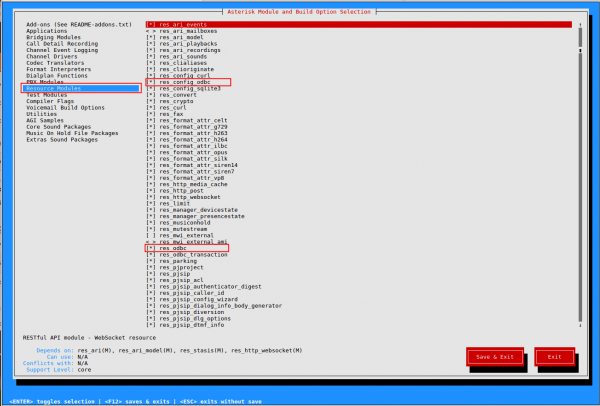 Asterisk Module and Build Option Selection
Add-ons (See README-addons.txt)
Applications
Bridging Modules
Call Detail Recording
Channel Event Logging
Channel Drivers
Codec Translators
Format Interpreters
Dialplan Functions
PBX Modules
Resource Modules
Test Modules
Compiler Flags
Voicemail Build Options
Utilities
AGI Samples
Core Sound Packages
Music On Hold File Packages
Extras Sound Packages
[*] res_ari_events
< > res_ari_mailboxes
[*] res_ari_model
[*] res_ari_playbacks
[*] res_ari_recordings
[*] res_ari_sounds
[*] res_clialiases
[*] res_clioriginate
[*] res_config_curl
[*] res_config_odbc
[*] res_config_sqlite3
[*] res_convert
[*] res_crypto
[*] res_curl
[*] res_fax
[*] res_format_attr_celt
[*] res_format_attr_g729
[*] res_format_attr_h263
[*] res_format_attr_h264
[*] res_format_attr_ilbc
[*] res_format_attr_opus
[*] res_format_attr_silk
[*] res_format_attr_siren14
[*] res_format_attr_siren7
[*] res_format_attr_vp8
[*] res_http_media_cache
[*] res_http_post
[*] res_http_websocket
[*] res_limit
[*] res_manager_devicestate
[*] res_manager_presencestate
[*] res_musiconhold
[*] res_mutestream
[ ] res_mwi_external
< > res_mwi_external_ami
[*] res_odbc
[*] res_odbc_transaction
[*] res_parking
[*] res_pjproject
[*] res_pjsip
[*] res_pjsip_acl
[*] res_pjsip_authenticator_digest
[*] res_pjsip_caller_id
[*] res_pjsip_config_wizard
[*] res_pjsip_dialog_info_body_generator
[*] res_pjsip_diversion
[*] res_pjsip_dlg_options
[*] res_pjsip_dtmf_info
RESTful API module - WebSocket resource
Depends on: res_ari(M), res_ari_model(M), res_stasis(M), res_http_websocket(M)
Can use: N/A
Conflicts with: N/A
Support Level: core
Save & Exit
Exit
<ENTER> toggles selection | <F12> saves & exits | <ESC> exits without save